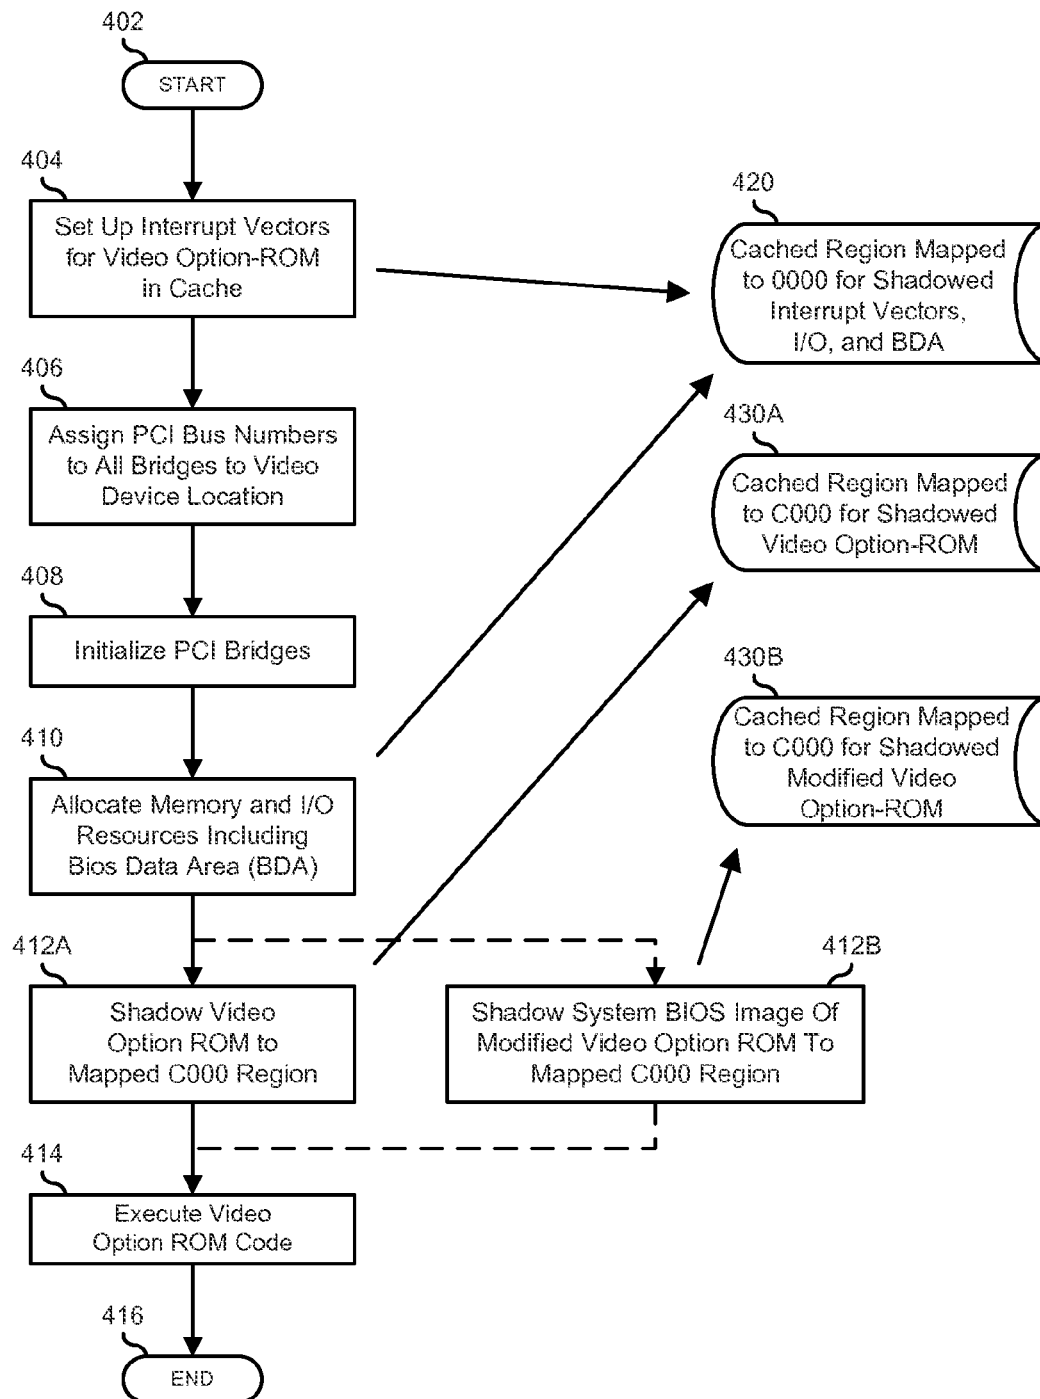 402
START
404
Set Up Interrupt Vectors
for Video Option-ROM
in Cache
406
Assign PCI Bus Numbers
to All Bridges to Video
Device Location
408
Initialize PCI Bridges
410
Allocate Memory and I/O
Resources Including
Bios Data Area (BDA)
412A
Shadow Video
Option ROM to
Mapped C000 Region
412B
Shadow System BIOS Image Of
Modified Video Option ROM To
Mapped C000 Region
414
Execute Video
Option ROM Code
416
END
420
Cached Region Mapped
to 0000 for Shadowed
Interrupt Vectors,
I/O, and BDA
430A
Cached Region Mapped
to C000 for Shadowed
Video Option-ROM
430B
Cached Region Mapped
to C000 for Shadowed
Modified Video
Option-ROM